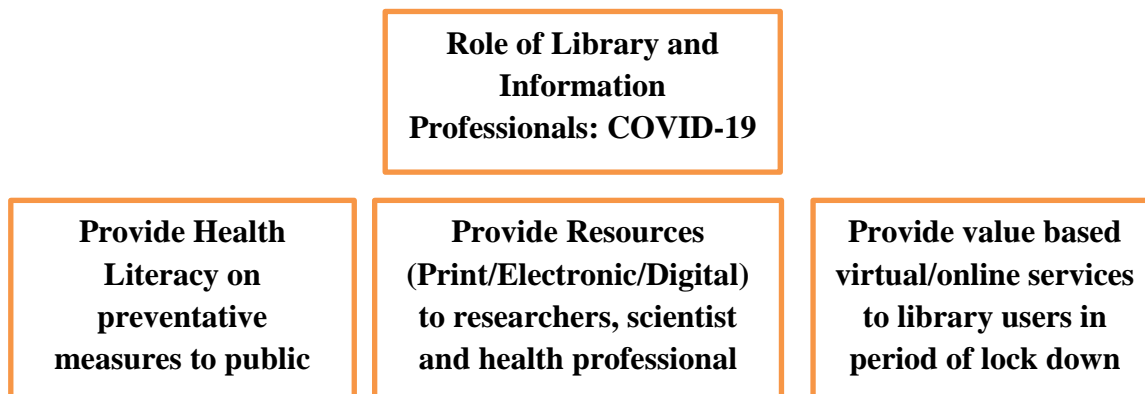 Role of Library and
Information
Professionals: COVID-19
Provide Health
Literacy on
preventative
measures to public
Provide Resources
(Print/Electronic/Digital)
to researchers, scientist
and health professional
Provide value based
virtual/online services
to library users in
period of lock down